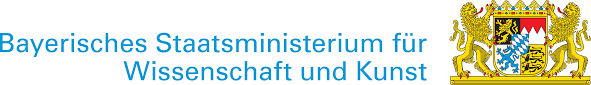 Bayerisches Staatsministerium für
Wissenschaft und Kunst